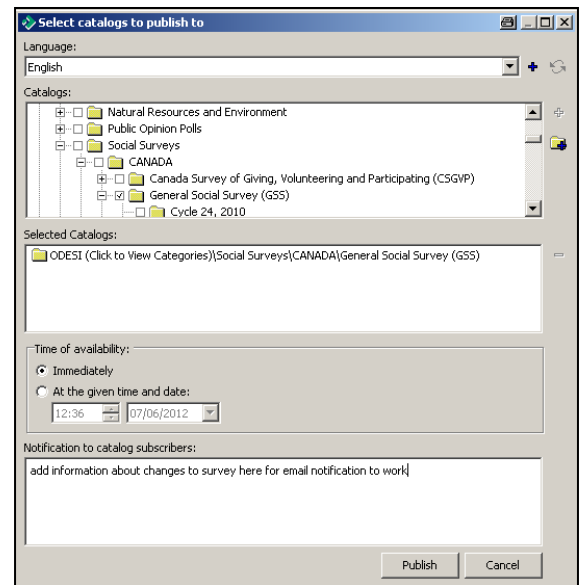 Select catalogs to publish to
Language:
English
Catalogs:
Natural Resources and Environment
Public Opinion Polls
Social Surveys
CANADA
Canada Survey of Giving, Volunteering and Participating (CSGVP)
General Social Survey (GSS)
Cycle 24, 2010
Selected Catalogs:
ODESI (Click to View Categories)\Social Surveys\CANADA\General Social Survey (GSS)
Time of availability:
Immediately
At the given time and date:
12:36 07/06/2012
Notification to catalog subscribers:
add information about changes to survey here for email notification to work
Publish Cancel